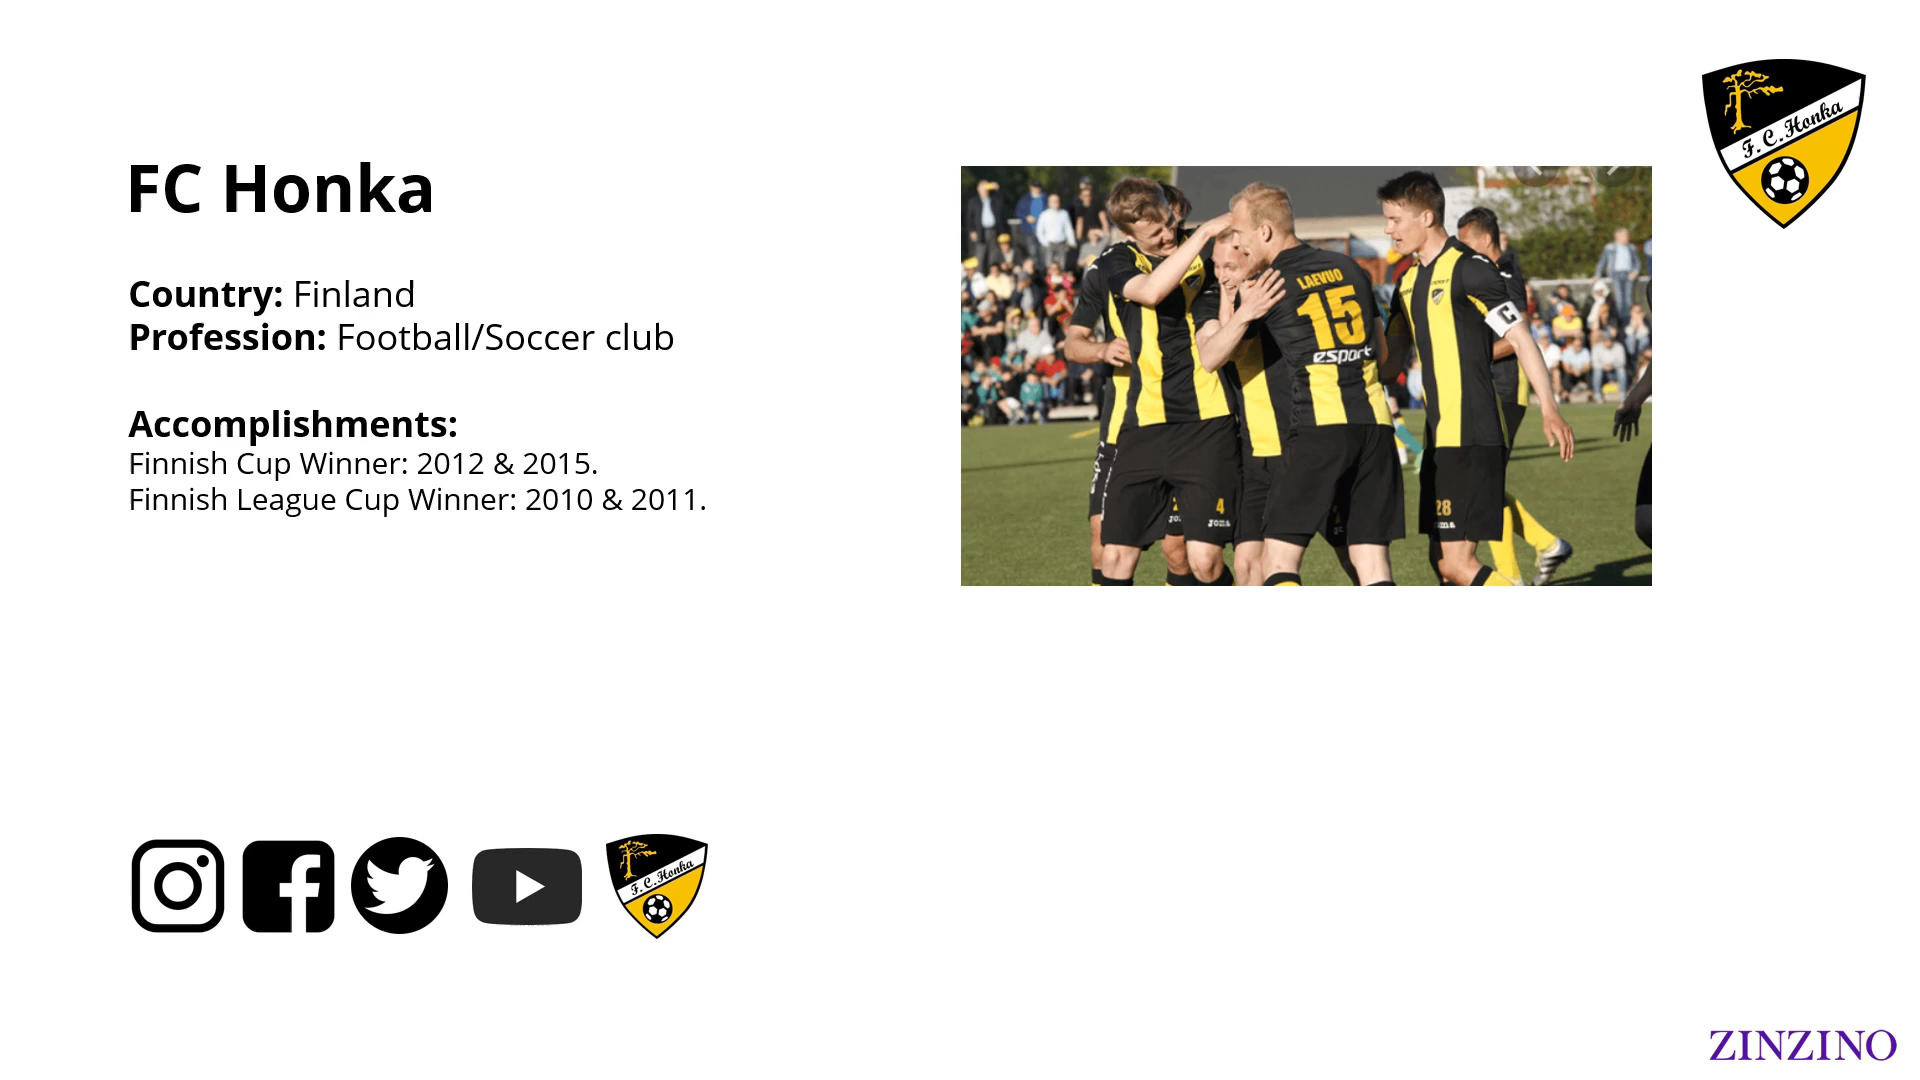 FC Honka
F.C. Honka
Country: Finland
Profession: Football/Soccer club
Accomplishments:
Finnish Cup Winner: 2012 & 2015.
Finnish League Cup Winner: 2010 & 2011.
LAEVUO
15
esport
C
4
JOMA
28
F.C. Honka
ZINZINO